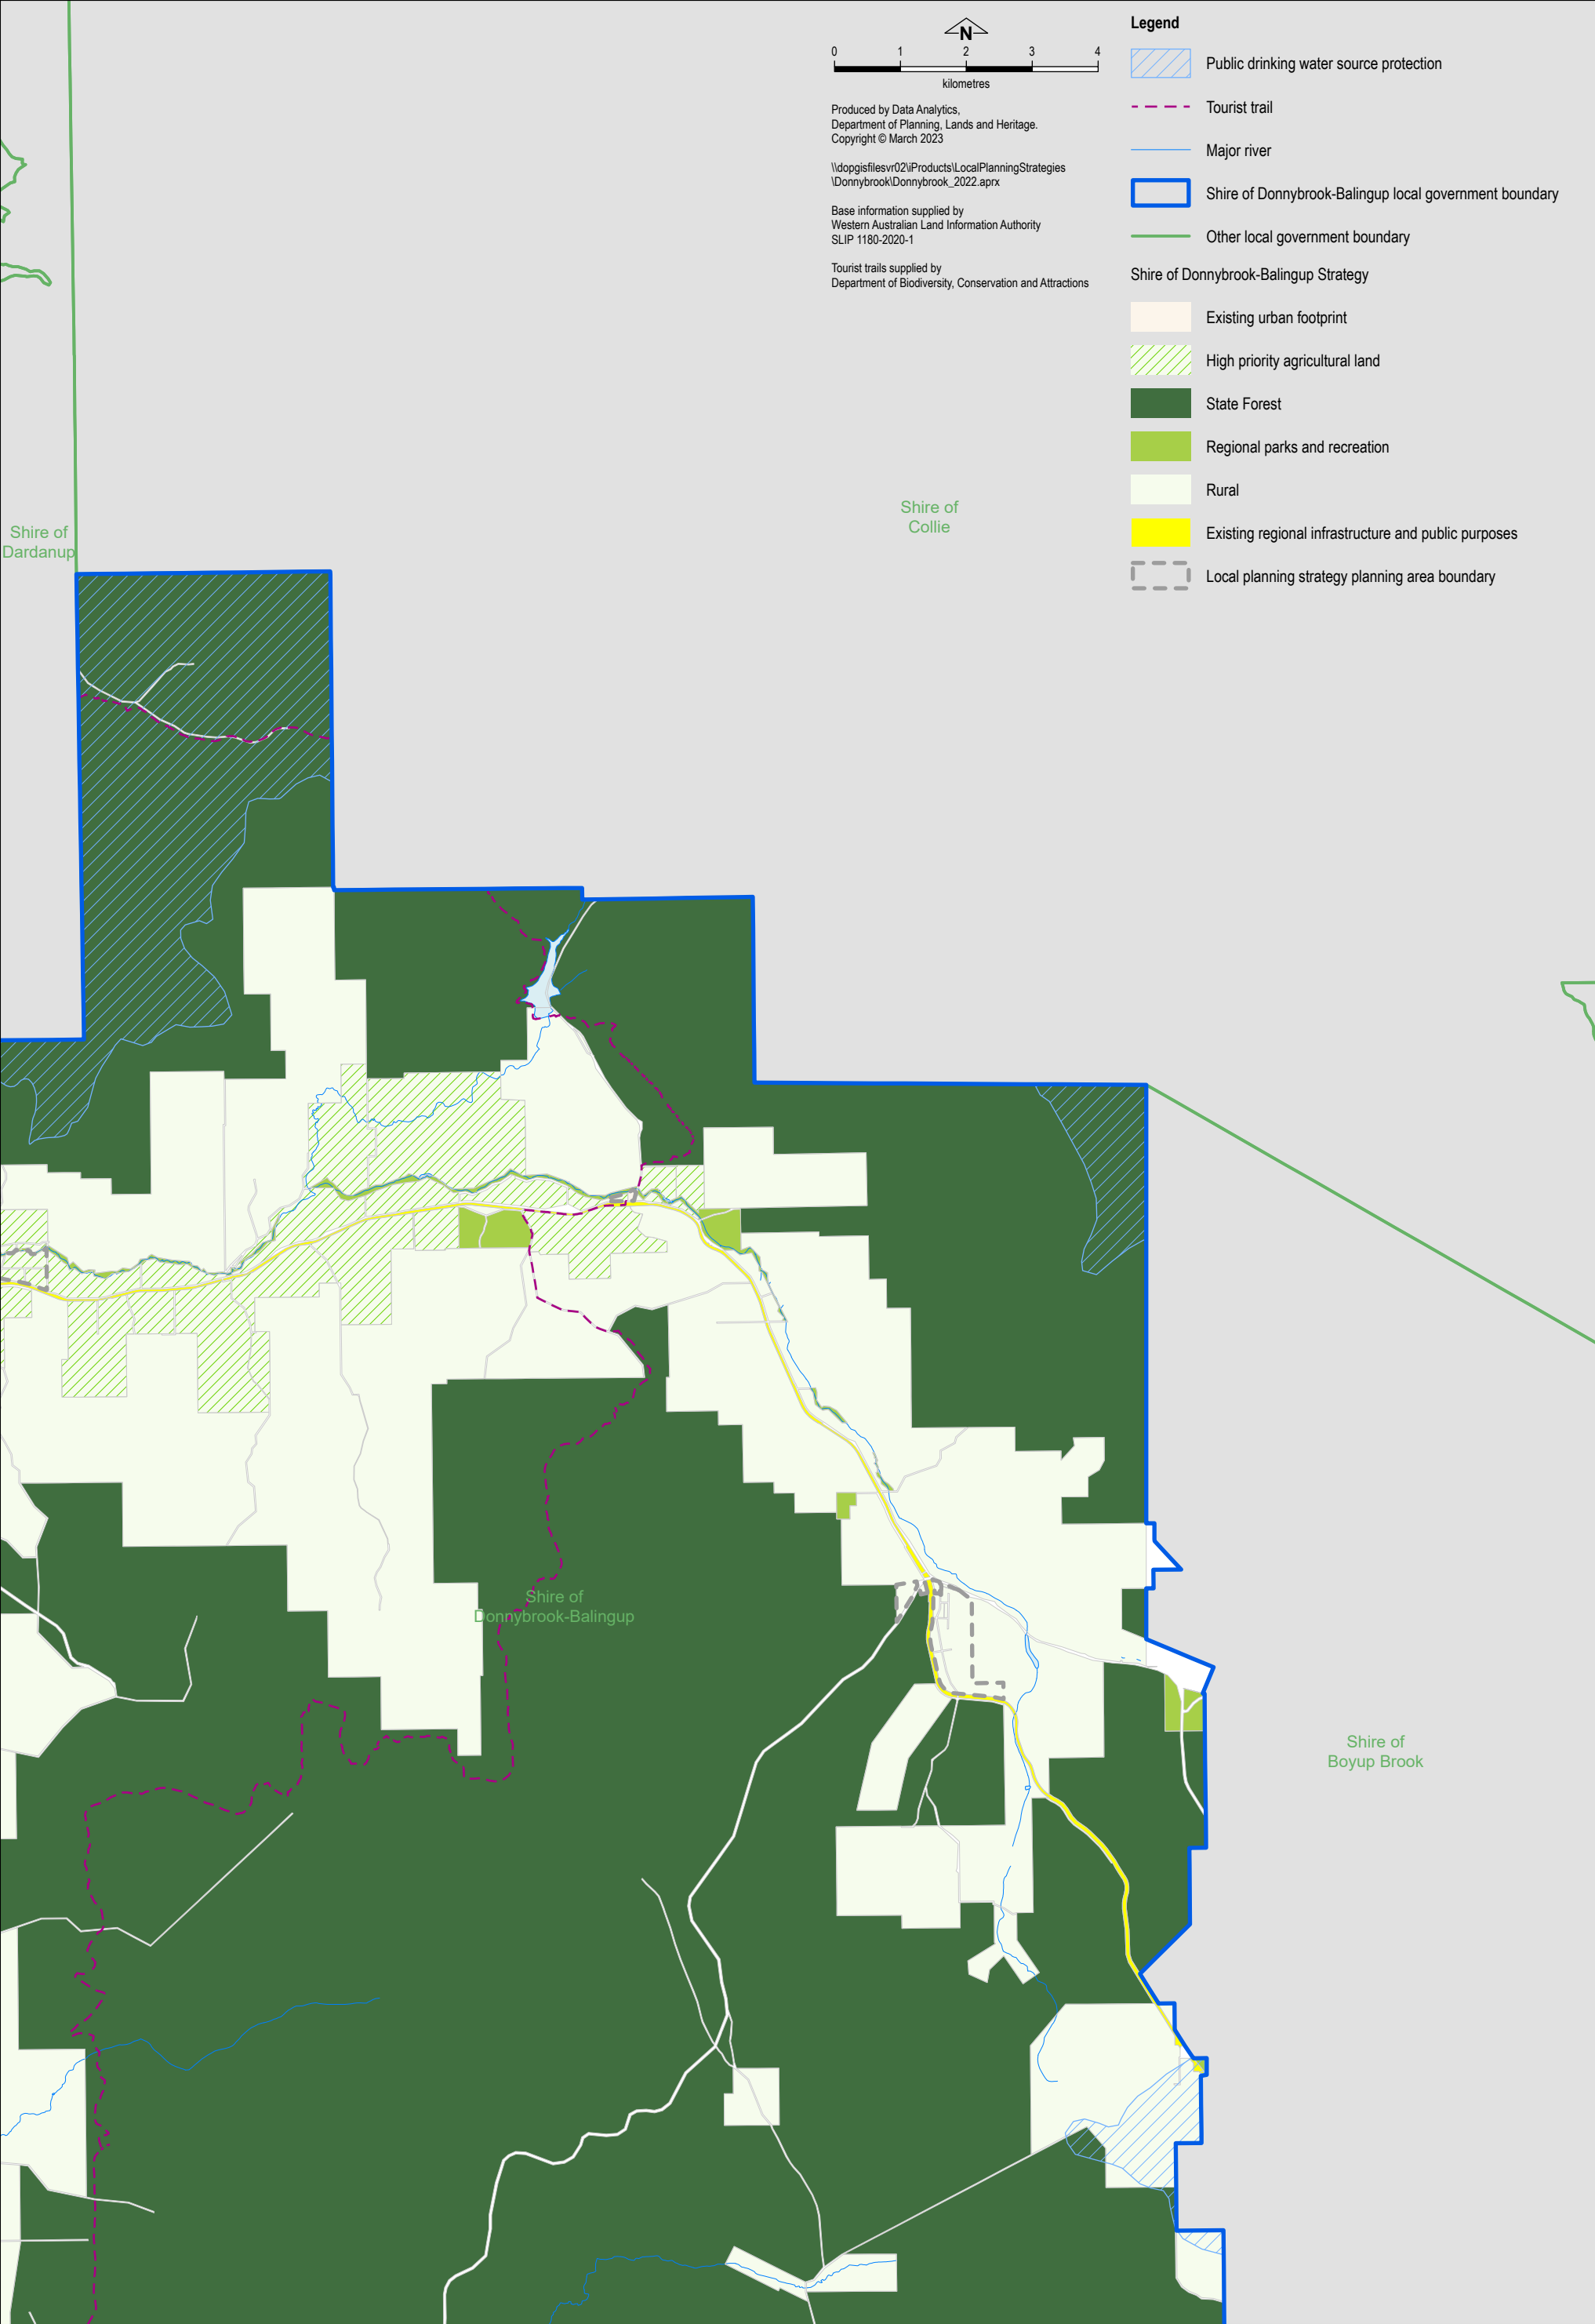 N
0 1 2 3 4
kilometres
Produced by Data Analytics,
Department of Planning, Lands and Heritage.
Copyright © March 2023
\\dopgisfilesvr02\iProducts\LocalPlanningStrategies
\Donnybrook\Donnybrook_2022.aprx
Base information supplied by
Western Australian Land Information Authority
SLIP 1180-2020-1
Tourist trails supplied by
Department of Biodiversity, Conservation and Attractions
Legend
Public drinking water source protection
Tourist trail
Major river
Shire of Donnybrook-Balingup local government boundary
Other local government boundary
Shire of Donnybrook-Balingup Strategy
Existing urban footprint
High priority agricultural land
State Forest
Regional parks and recreation
Rural
Existing regional infrastructure and public purposes
Local planning strategy planning area boundary
Shire of
Dardanup
Shire of
Collie
Shire of
Donnybrook-Balingup
Shire of
Boyup Brook